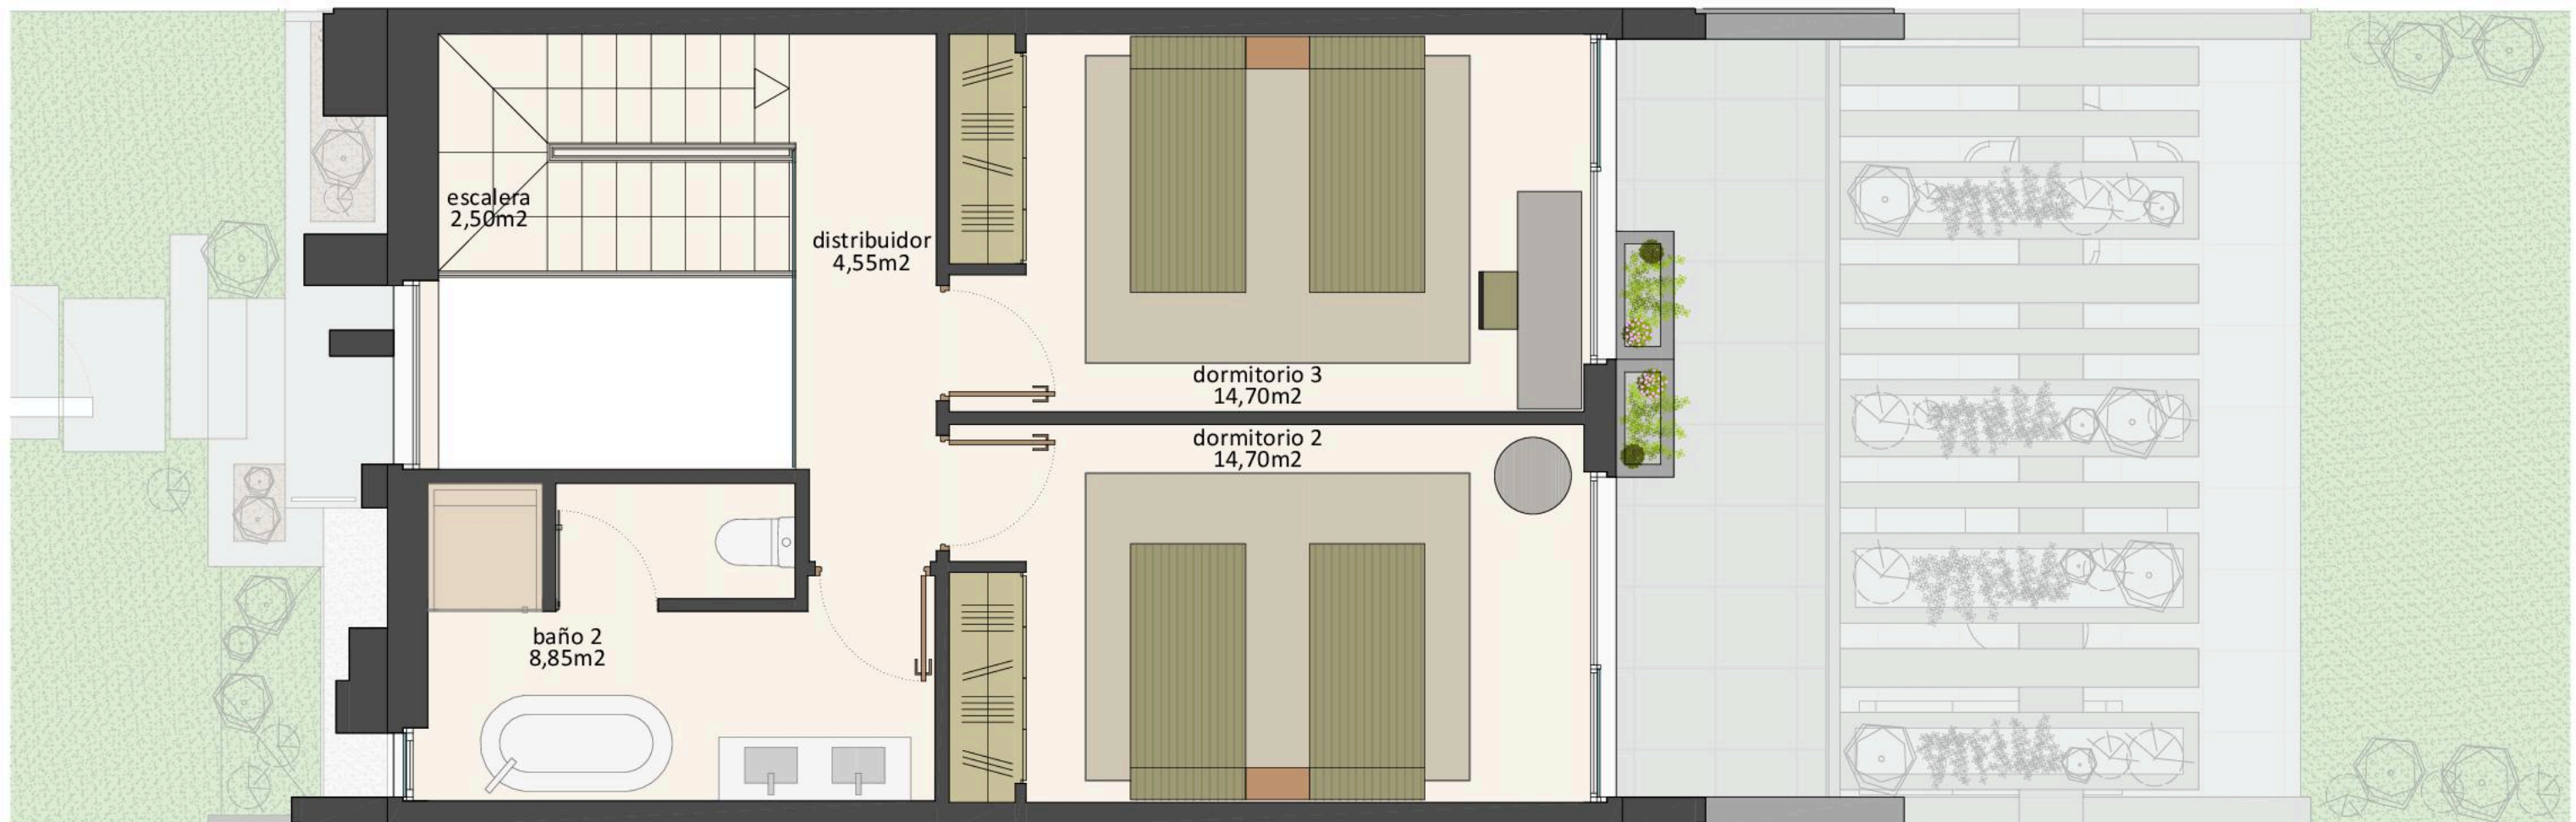 escalera
2,50m2
distribuidor
4,55m2
dormitorio 3
14,70m2
dormitorio 2
14,70m2
baño 2
8,85m2